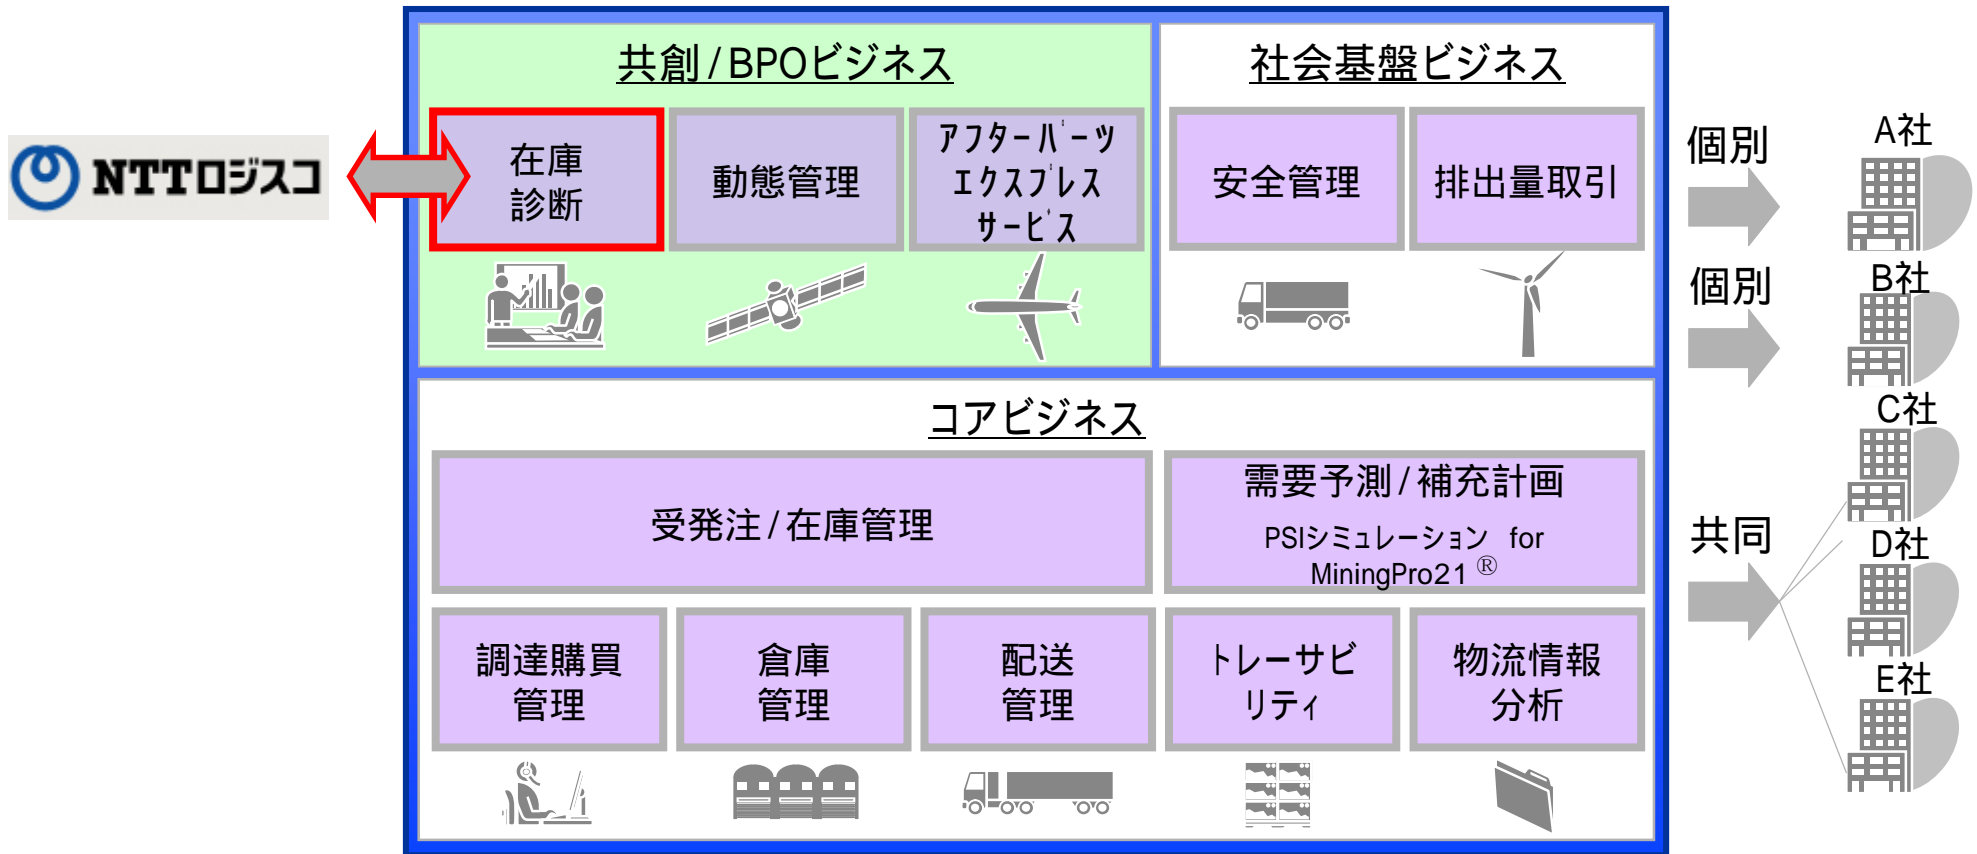 共創/BPOビジネス
社会基盤ビジネス
NTTロジスコ
在庫
診断
動態管理
アフターパーツ
エクスプレス
サービス
安全管理
排出量取引
個別
A社
個別
B社
コアビジネス
C社
受発注/在庫管理
需要予測/補充計画
PSIシミュレーション for
MiningPro21 ®
共同
D社
調達購買
管理
倉庫
管理
配送
管理
トレーサビ
リティ
物流情報
分析
E社